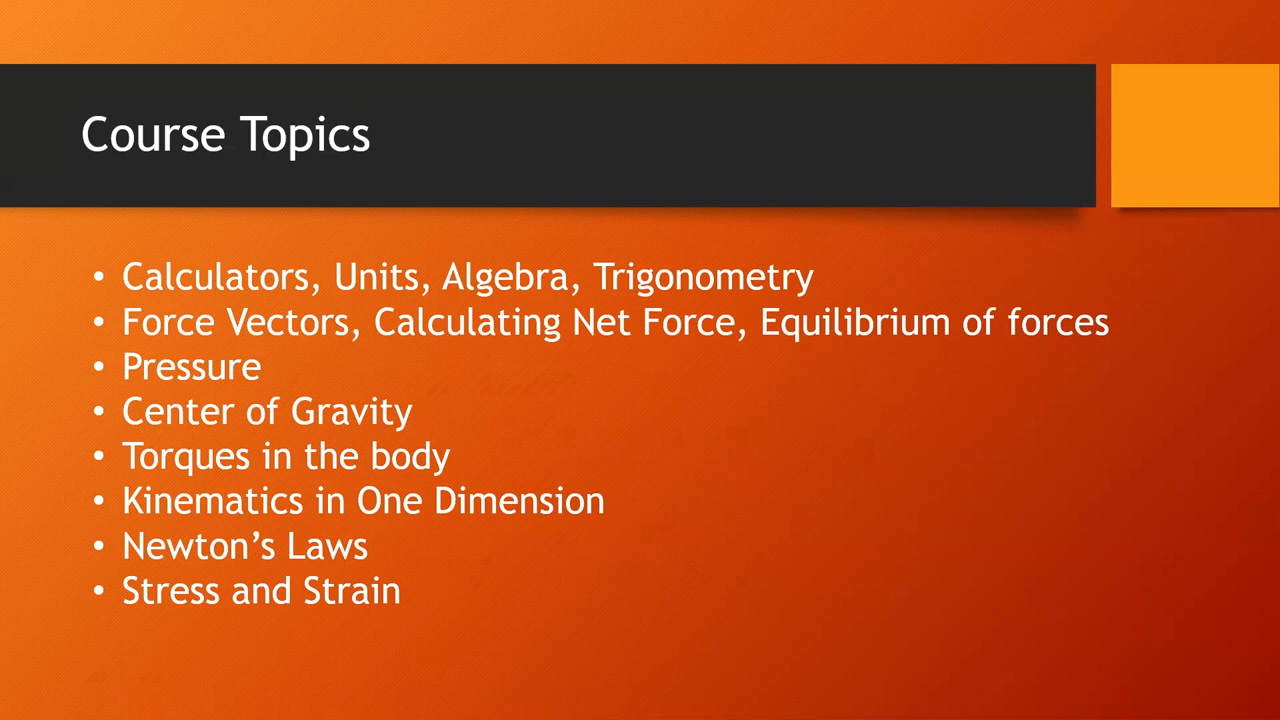 Course Topics
• Calculators, Units, Algebra, Trigonometry
• Force Vectors, Calculating Net Force, Equilibrium of forces
• Pressure
• Center of Gravity
• Torques in the body
• Kinematics in One Dimension
• Newton’s Laws
• Stress and Strain